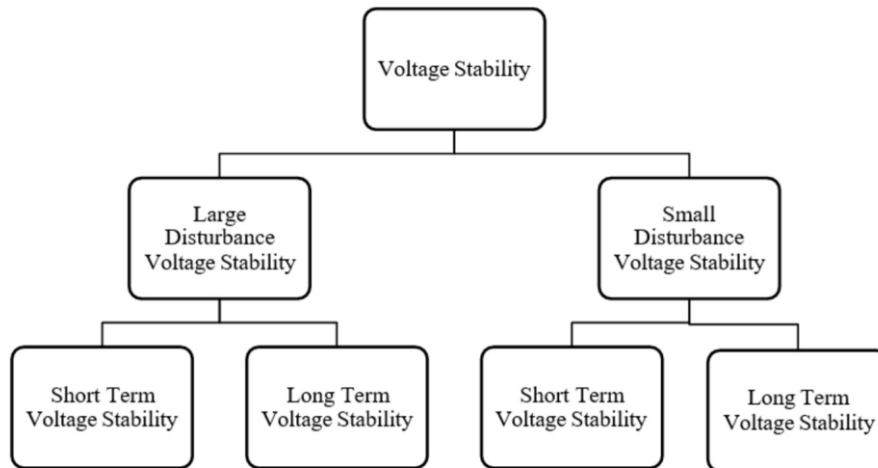 Voltage Stability
Large
Disturbance
Voltage Stability
Small
Disturbance
Voltage Stability
Short Term
Voltage Stability
Long Term
Voltage Stability
Short Term
Voltage Stability
Long Term
Voltage Stability